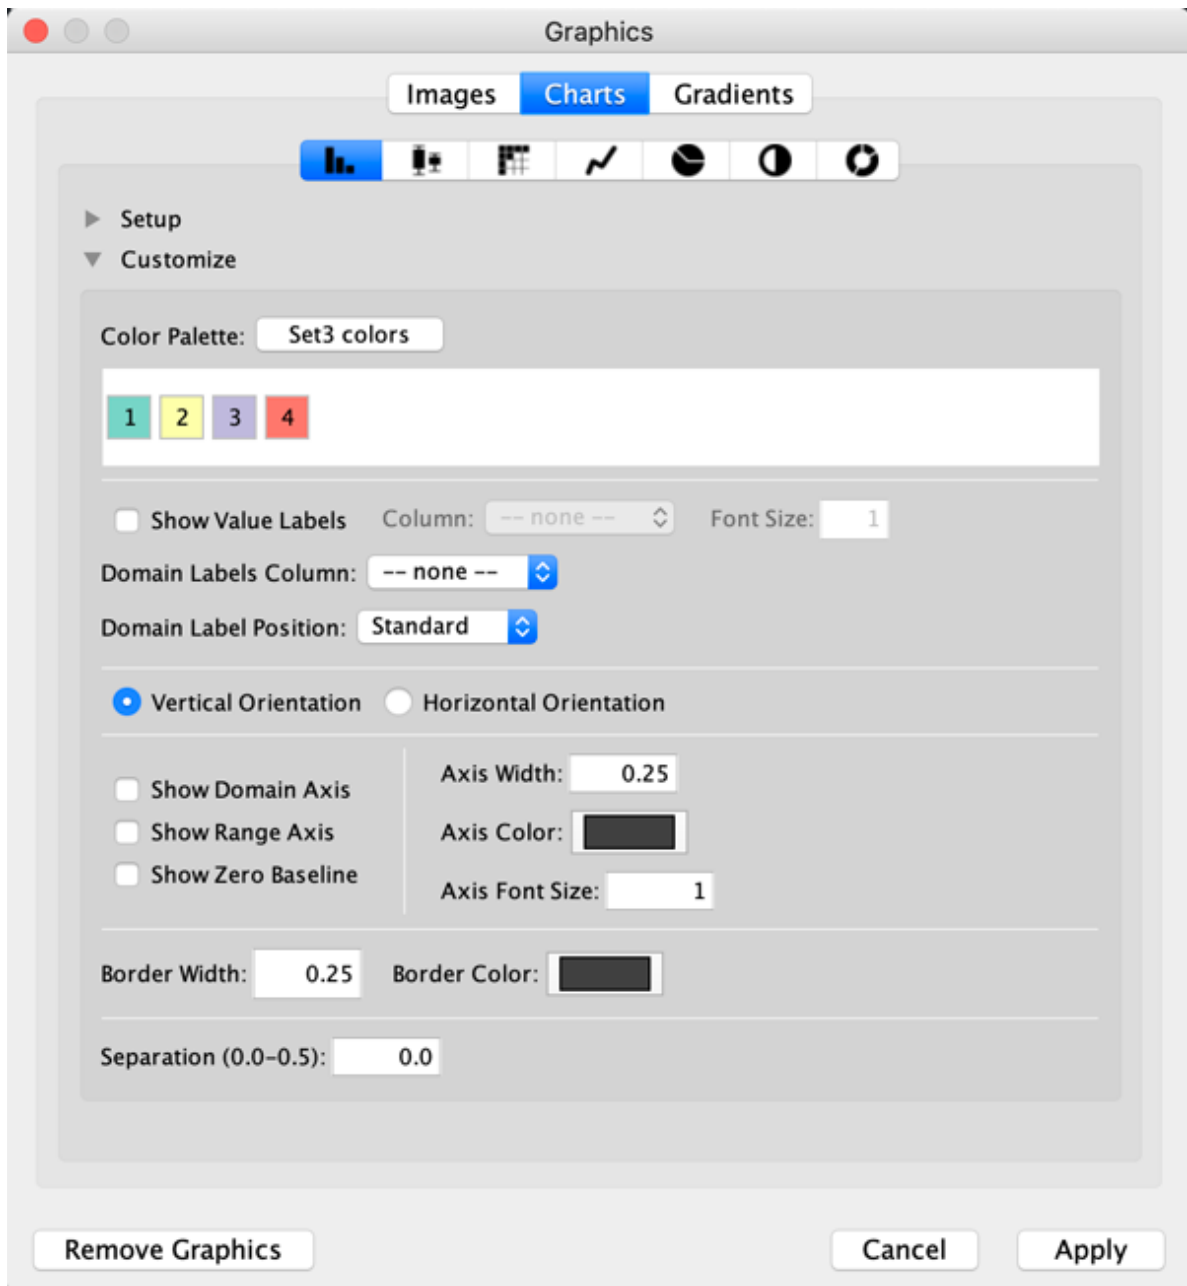 Graphics
Images Charts Gradients
Setup
Customize
Color Palette: Set3 colors
1 2 3 4
Show Value Labels Column: -- none -- Font Size: 1
Domain Labels Column: -- none --
Domain Label Position: Standard
Vertical Orientation Horizontal Orientation
Axis Width: 0.25
Show Domain Axis
Show Range Axis Axis Color:
Show Zero Baseline
Axis Font Size: 1
Border Width: 0.25 Border Color:
Separation (0.0-0.5): 0.0
Remove Graphics Cancel Apply